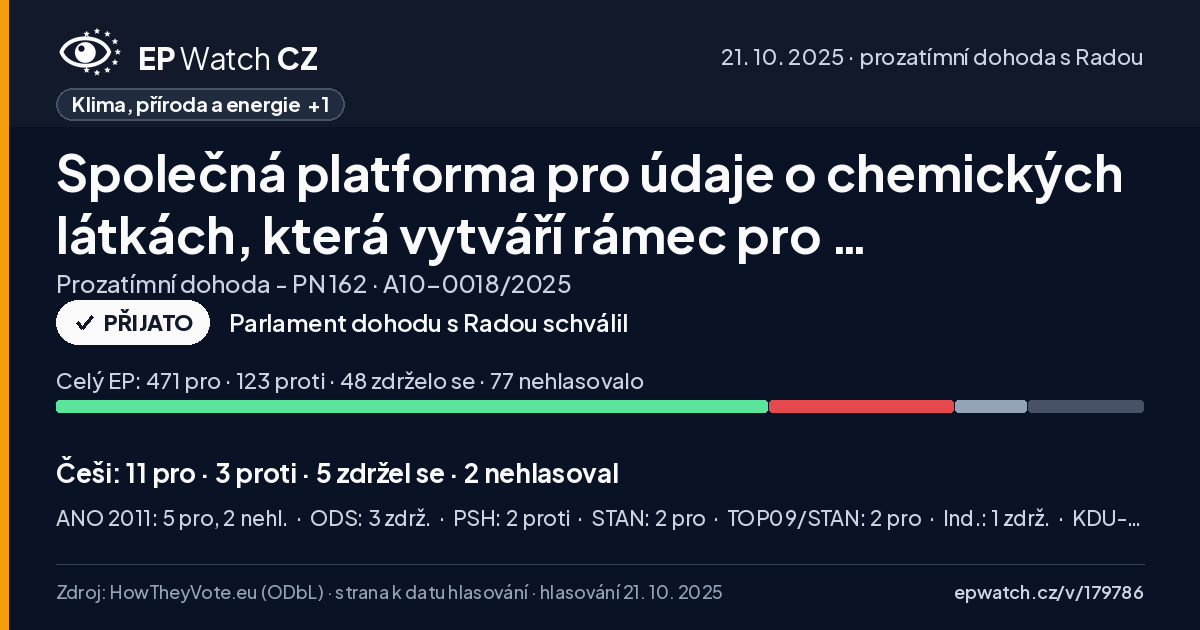 EP Watch CZ
21. 10. 2025 · prozatímní dohoda s Radou
Klima, příroda a energie +1
Společná platforma pro údaje o chemických
látkách, která vytváří rámec pro …
Prozatímní dohoda – PN 162 · A10–0018/2025
✓ PŘIJATO Parlament dohodu s Radou schválil
Celý EP: 471 pro · 123 proti · 48 zdrželo se · 77 nehlasovalo
Češi: 11 pro · 3 proti · 5 zdržel se · 2 nehlasoval
ANO 2011: 5 pro, 2 nehl. · ODS: 3 zdrž. · PSH: 2 proti · STAN: 2 pro · TOP09/STAN: 2 pro · Ind.: 1 zdrž. · KDU-…
Zdroj: HowTheyVote.eu (ODbL) · strana k datu hlasování · hlasování 21. 10. 2025
epwatch.cz/v/179786